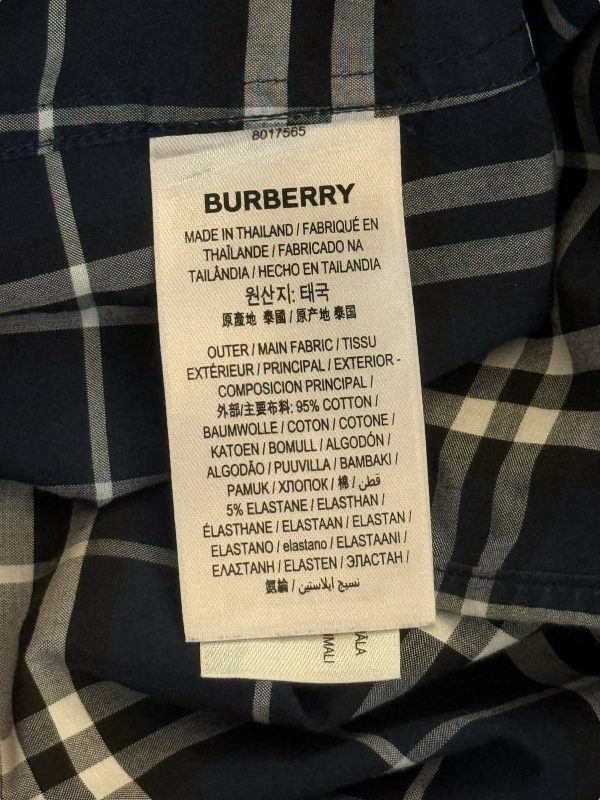 8017565
BURBERRY
MADE IN THAILAND / FABRIQUÉ EN
THAÏLANDE / FABRICADO NA
TAILÂNDIA / HECHO EN TAILANDIA
원산지: 태국
原產地 泰國 / 原产地 泰国
OUTER / MAIN FABRIC / TISSU
EXTÉRIEUR / PRINCIPAL / EXTERIOR -
COMPOSICION PRINCIPAL /
外部/主要布料: 95% COTTON /
BAUMWOLLE / COTON / COTONE /
KATOEN / BOMULL / ALGODÓN /
ALGODÃO / PUUVILLA / BAMBAKI /
PAMUK / ХЛОПОК / 棉 / قطن /
5% ELASTANE / ELASTHAN /
ÉLASTHANE / ELASTAAN / ELASTAN /
ELASTANO / elastano / ELASTAANI /
ΕΛΑΣΤΑΝΗ / ELASTEN / ЭЛАСТАН /
氨綸 / نسيج ايلاستين /
MALI